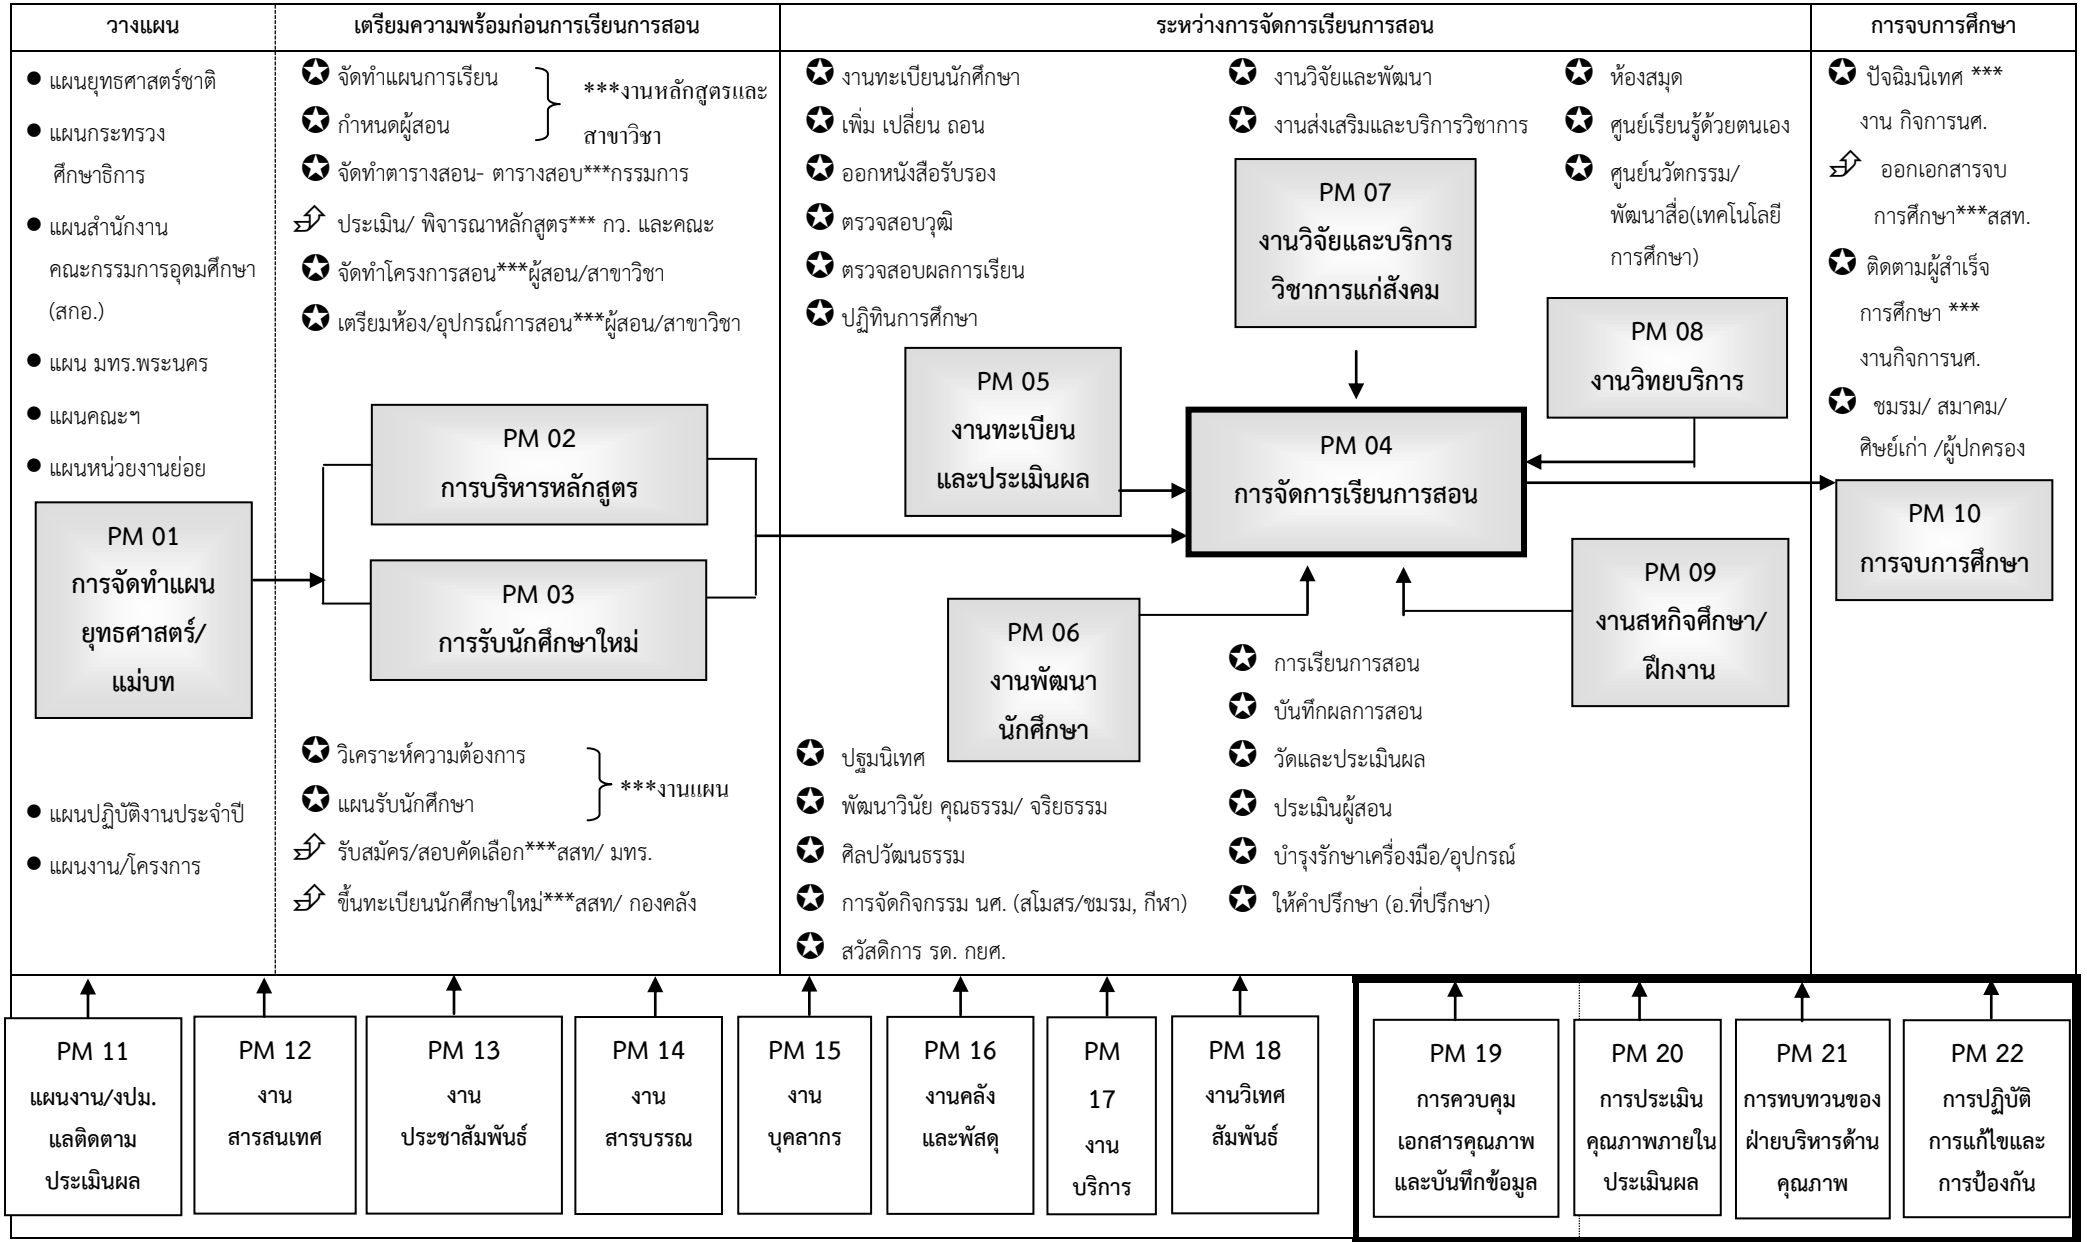 วางแผน
เตรียมความพร้อมก่อนการเรียนการสอน
ระหว่างการจัดการเรียนการสอน
การจบการศึกษา
แผนยุทธศาสตร์ชาติ
แผนกระทรวง
ศึกษาธิการ
แผนสำนักงาน
คณะกรรมการอุดมศึกษา
(สกอ.)
แผน มทร.พระนคร
แผนคณะฯ
แผนหน่วยงานย่อย
PM 01
การจัดทำแผน
ยุทธศาสตร์/
แม่บท
แผนปฏิบัติงานประจำปี
แผนงาน/โครงการ
จัดทำแผนการเรียน
กำหนดผู้สอน
***งานหลักสูตรและ
สาขาวิชา
จัดทำตารางสอน- ตารางสอบ***กรรมการ
ประเมิน/ พิจารณาหลักสูตร*** กว. และคณะ
จัดทำโครงการสอน***ผู้สอน/สาขาวิชา
เตรียมห้อง/อุปกรณ์การสอน***ผู้สอน/สาขาวิชา
PM 02
การบริหารหลักสูตร
PM 03
การรับนักศึกษาใหม่
วิเคราะห์ความต้องการ
แผนรับนักศึกษา
***งานแผน
รับสมัคร/สอบคัดเลือก***สสท/ มทร.
ขึ้นทะเบียนนักศึกษาใหม่***สสท/ กองคลัง
งานทะเบียนนักศึกษา
เพิ่ม เปลี่ยน ถอน
ออกหนังสือรับรอง
ตรวจสอบวุฒิ
ตรวจสอบผลการเรียน
ปฏิทินการศึกษา
PM 05
งานทะเบียน
และประเมินผล
งานวิจัยและพัฒนา
งานส่งเสริมและบริการวิชาการ
PM 07
งานวิจัยและบริการ
วิชาการแก่สังคม
ห้องสมุด
ศูนย์เรียนรู้ด้วยตนเอง
ศูนย์นวัตกรรม/
พัฒนาสื่อ(เทคโนโลยี
การศึกษา)
PM 08
งานวิทยบริการ
PM 04
การจัดการเรียนการสอน
PM 06
งานพัฒนา
นักศึกษา
ปฐมนิเทศ
พัฒนาวินัย คุณธรรม/ จริยธรรม
ศิลปวัฒนธรรม
การจัดกิจกรรม นศ. (สโมสร/ชมรม, กีฬา)
สวัสดิการ รด. กยศ.
PM 09
งานสหกิจศึกษา/
ฝึกงาน
การเรียนการสอน
บันทึกผลการสอน
วัดและประเมินผล
ประเมินผู้สอน
บำรุงรักษาเครื่องมือ/อุปกรณ์
ให้คำปรึกษา (อ.ที่ปรึกษา)
ปัจฉิมนิเทศ ***
งาน กิจการนศ.
ออกเอกสารจบ
การศึกษา***สสท.
ติดตามผู้สำเร็จ
การศึกษา ***
งานกิจการนศ.
ชมรม/ สมาคม/
ศิษย์เก่า /ผู้ปกครอง
PM 10
การจบการศึกษา
PM 11
แผนงาน/งปม.
แลติดตาม
ประเมินผล
PM 12
งาน
สารสนเทศ
PM 13
งาน
ประชาสัมพันธ์
PM 14
งาน
สารบรรณ
PM 15
งาน
บุคลากร
PM 16
งานคลัง
และพัสดุ
PM
17
งาน
บริการ
PM 18
งานวิเทศ
สัมพันธ์
PM 19
การควบคุม
เอกสารคุณภาพ
และบันทึกข้อมูล
PM 20
การประเมิน
คุณภาพภายใน
ประเมินผล
PM 21
การทบทวนของ
ฝ่ายบริหารด้าน
คุณภาพ
PM 22
การปฏิบัติ
การแก้ไขและ
การป้องกัน